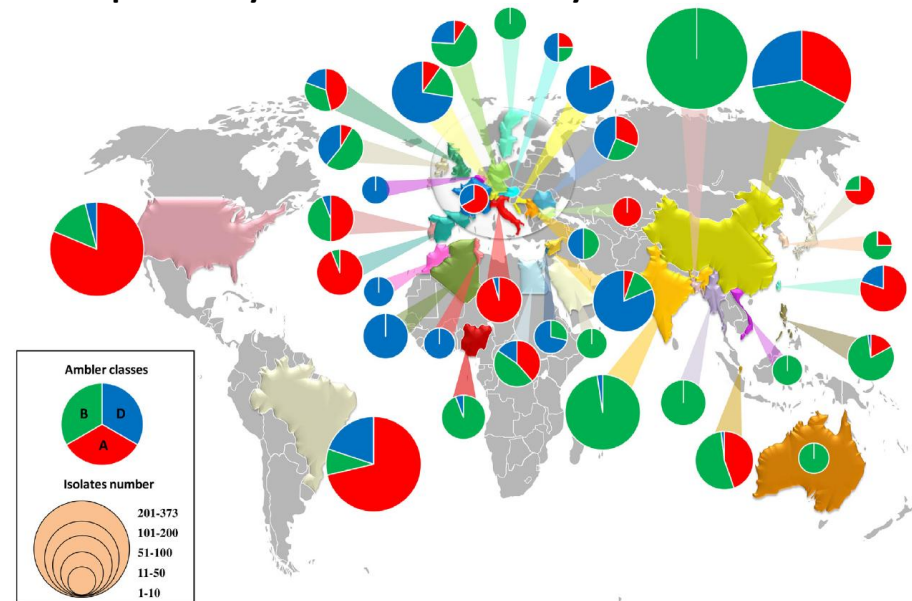 Ambler classes
B
D
A
Isolates number
201-373
101-200
51-100
11-50
1-10